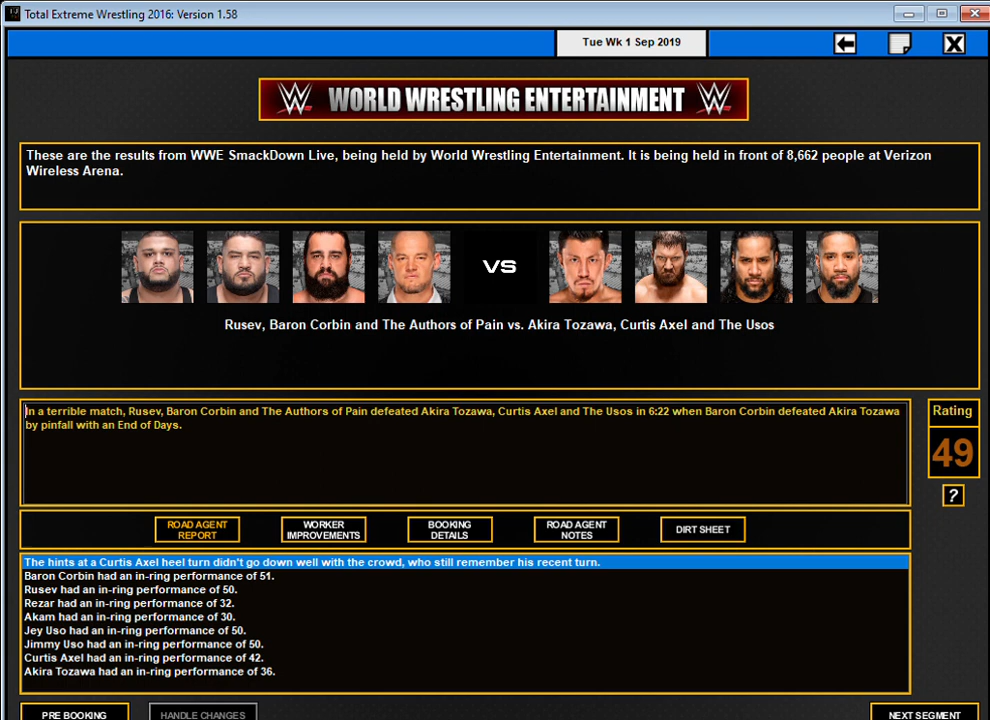 Total Extreme Wrestling 2016: Version 1.58
Tue Wk 1 Sep 2019
WORLD WRESTLING ENTERTAINMENT
These are the results from WWE SmackDown Live, being held by World Wrestling Entertainment. It is being held in front of 8,662 people at Verizon
Wireless Arena.
VS
Rusev, Baron Corbin and The Authors of Pain vs. Akira Tozawa, Curtis Axel and The Usos
In a terrible match, Rusev, Baron Corbin and The Authors of Pain defeated Akira Tozawa, Curtis Axel and The Usos in 6:22 when Baron Corbin defeated Akira Tozawa
by pinfall with an End of Days.
Rating
49
?
ROAD AGENT
REPORT
WORKER
IMPROVEMENTS
BOOKING
DETAILS
ROAD AGENT
NOTES
DIRT SHEET
The hints at a Curtis Axel heel turn didn't go down well with the crowd, who still remember his recent turn.
Baron Corbin had an in-ring performance of 51.
Rusev had an in-ring performance of 50.
Rezar had an in-ring performance of 32.
Akam had an in-ring performance of 30.
Jey Uso had an in-ring performance of 50.
Jimmy Uso had an in-ring performance of 50.
Curtis Axel had an in-ring performance of 42.
Akira Tozawa had an in-ring performance of 36.
PRE BOOKING
HANDLE CHANGES
NEXT SEGMENT